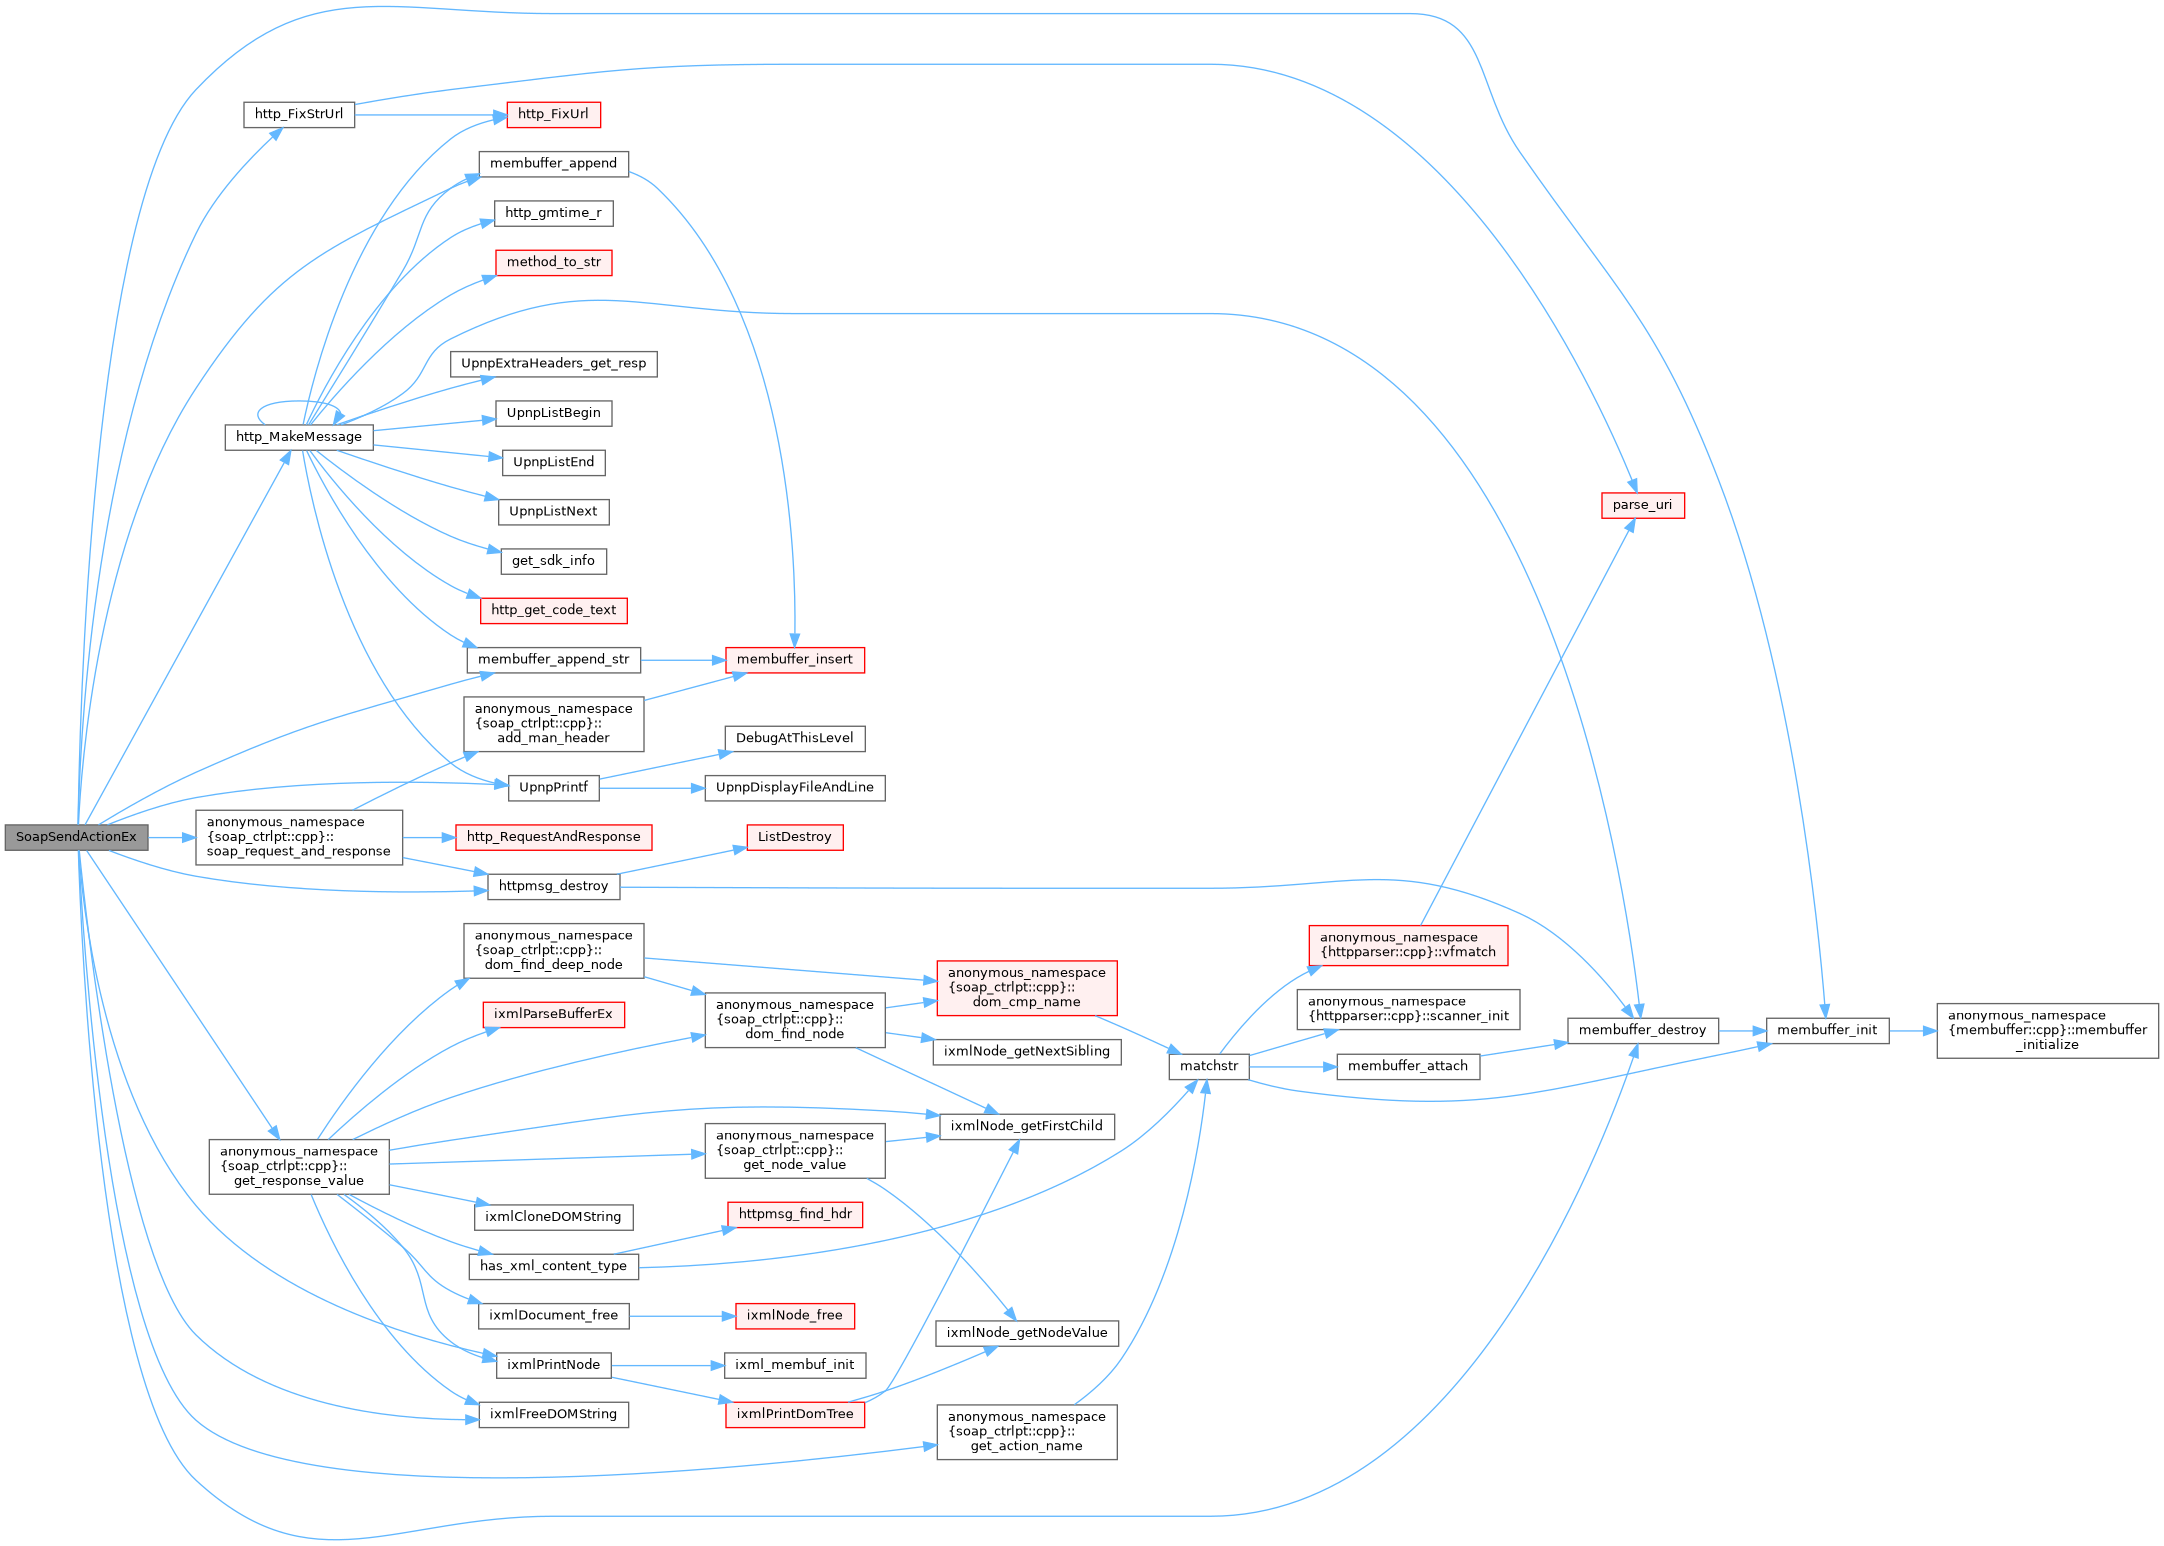 SoapSendActionEx
http_FixStrUrl
http_FixUrl
membuffer_append
http_gmtime_r
method_to_str
UpnpExtraHeaders_get_resp
UpnpListBegin
http_MakeMessage
UpnpListEnd
UpnpListNext
get_sdk_info
http_get_code_text
membuffer_append_str
membuffer_insert
anonymous_namespace
{soap_ctrlpt::cpp}::
add_man_header
DebugAtThisLevel
UpnpPrintf
UpnpDisplayFileAndLine
anonymous_namespace
{soap_ctrlpt::cpp}::
soap_request_and_response
http_RequestAndResponse
ListDestroy
httpmsg_destroy
parse_uri
anonymous_namespace
{soap_ctrlpt::cpp}::
dom_find_deep_node
anonymous_namespace
{httpparser::cpp}::vfmatch
anonymous_namespace
{soap_ctrlpt::cpp}::
dom_cmp_name
ixmlParseBufferEx
anonymous_namespace
{soap_ctrlpt::cpp}::
dom_find_node
anonymous_namespace
{httpparser::cpp}::scanner_init
membuffer_destroy
membuffer_init
anonymous_namespace
{membuffer::cpp}::membuffer
_initialize
ixmlNode_getNextSibling
matchstr
membuffer_attach
ixmlNode_getFirstChild
anonymous_namespace
{soap_ctrlpt::cpp}::
get_response_value
anonymous_namespace
{soap_ctrlpt::cpp}::
get_node_value
ixmlCloneDOMString
httpmsg_find_hdr
has_xml_content_type
ixmlDocument_free
ixmlNode_free
ixmlNode_getNodeValue
ixmlPrintNode
ixml_membuf_init
ixmlFreeDOMString
ixmlPrintDomTree
anonymous_namespace
{soap_ctrlpt::cpp}::
get_action_name